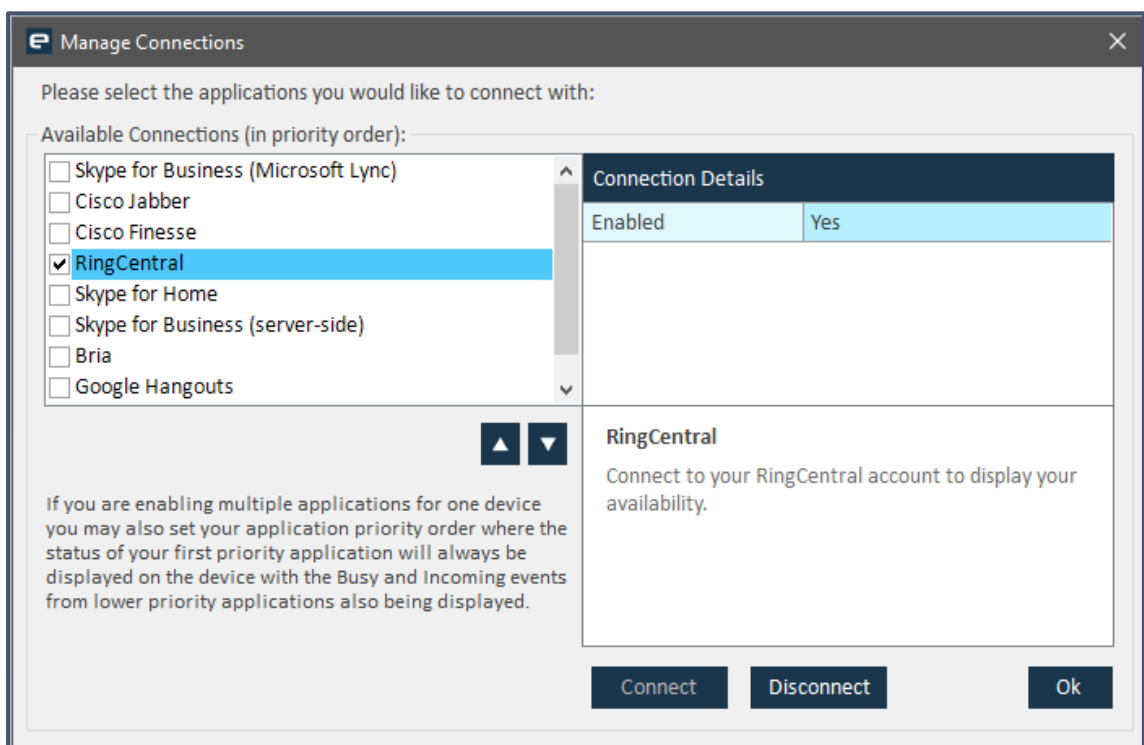 Manage Connections
Please select the applications you would like to connect with:
Available Connections (in priority order):
Skype for Business (Microsoft Lync)
Cisco Jabber
Cisco Finesse
RingCentral
Skype for Home
Skype for Business (server-side)
Bria
Google Hangouts
Connection Details
Enabled Yes
RingCentral
Connect to your RingCentral account to display your
availability.
If you are enabling multiple applications for one device
you may also set your application priority order where the
status of your first priority application will always be
displayed on the device with the Busy and Incoming events
from lower priority applications also being displayed.
Connect Disconnect Ok